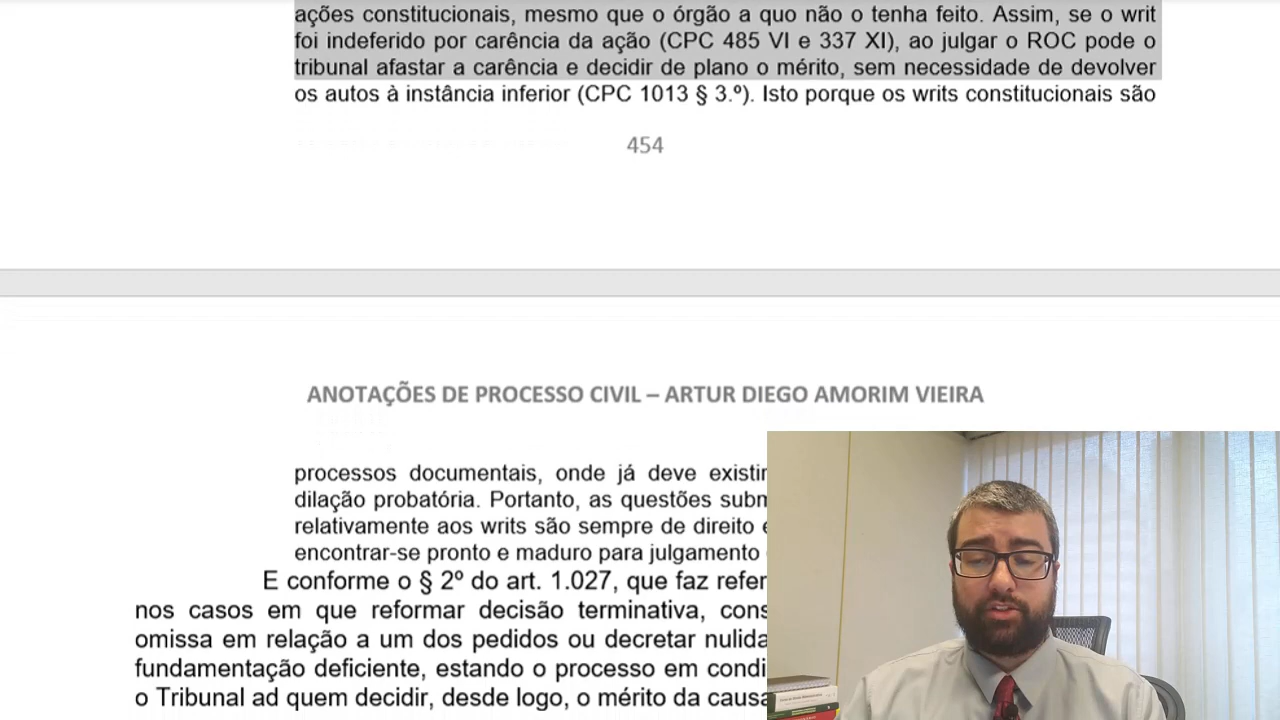 ações constitucionais, mesmo que o órgão a quo não o tenha feito. Assim, se o writ
foi indeferido por carência da ação (CPC 485 VI e 337 XI), ao julgar o ROC pode o
tribunal afastar a carência e decidir de plano o mérito, sem necessidade de devolver
os autos à instância inferior (CPC 1013 § 3.º). Isto porque os writs constitucionais são
454
ANOTAÇÕES DE PROCESSO CIVIL – ARTUR DIEGO AMORIM VIEIRA
processos documentais, onde já deve existir
dilação probatória. Portanto, as questões subm
relativamente aos writs são sempre de direito e
encontrar-se pronto e maduro para julgamento
E conforme o § 2º do art. 1.027, que faz refer
nos casos em que reformar decisão terminativa, cons
omissa em relação a um dos pedidos ou decretar nulida
fundamentação deficiente, estando o processo em condi
o Tribunal ad quem decidir, desde logo, o mérito da causa